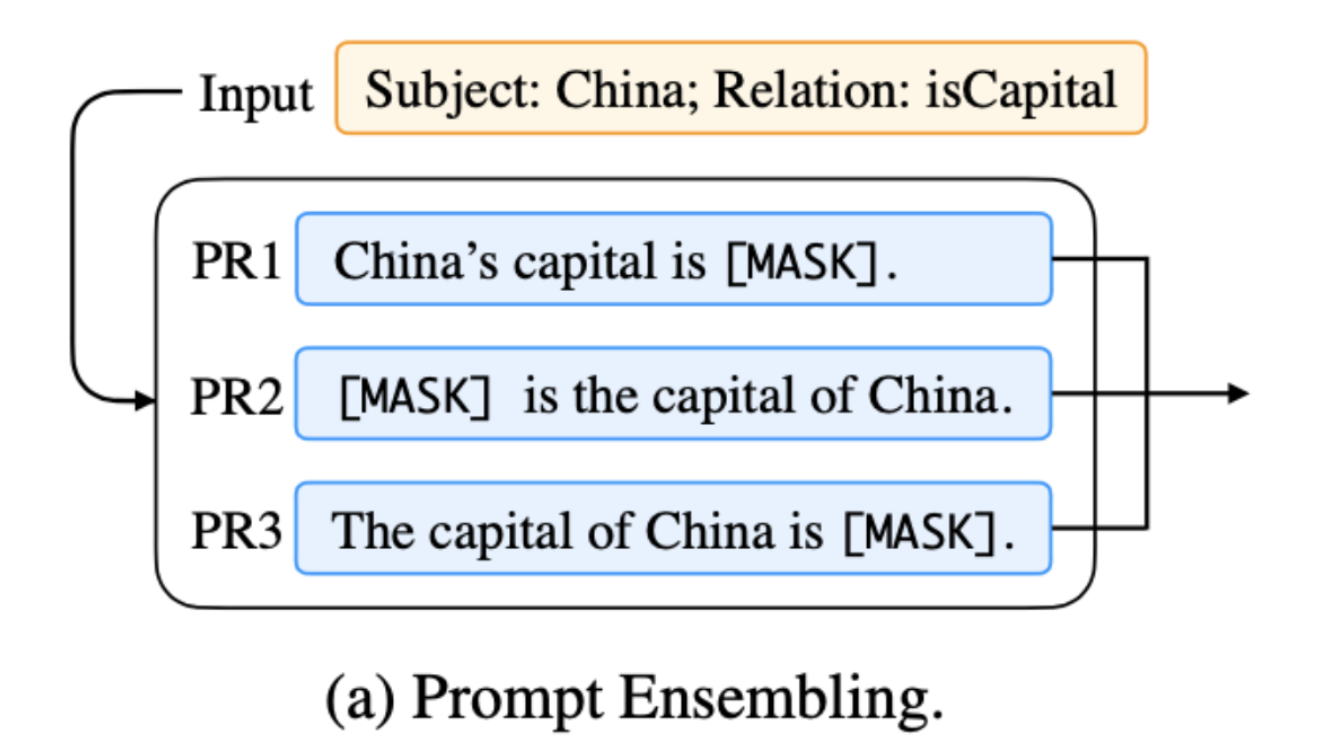 Input Subject: China; Relation: isCapital
PR1 China’s capital is [MASK].
PR2 [MASK] is the capital of China.
PR3 The capital of China is [MASK].
(a) Prompt Ensembling.